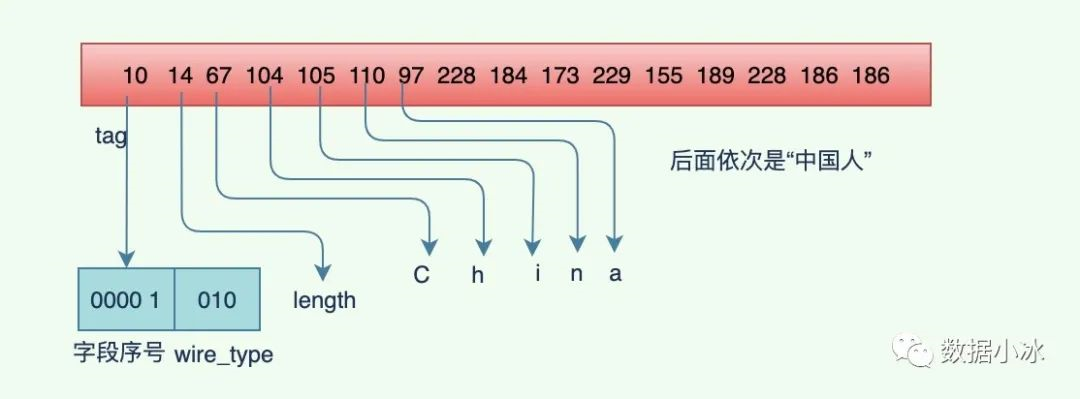 10 14 67 104 105 110 97 228 184 173 229 155 189 228 186 186
tag
后面依次是“中国人”
C h i n a
0000 1 010 length
字段序号 wire_type
数据小冰